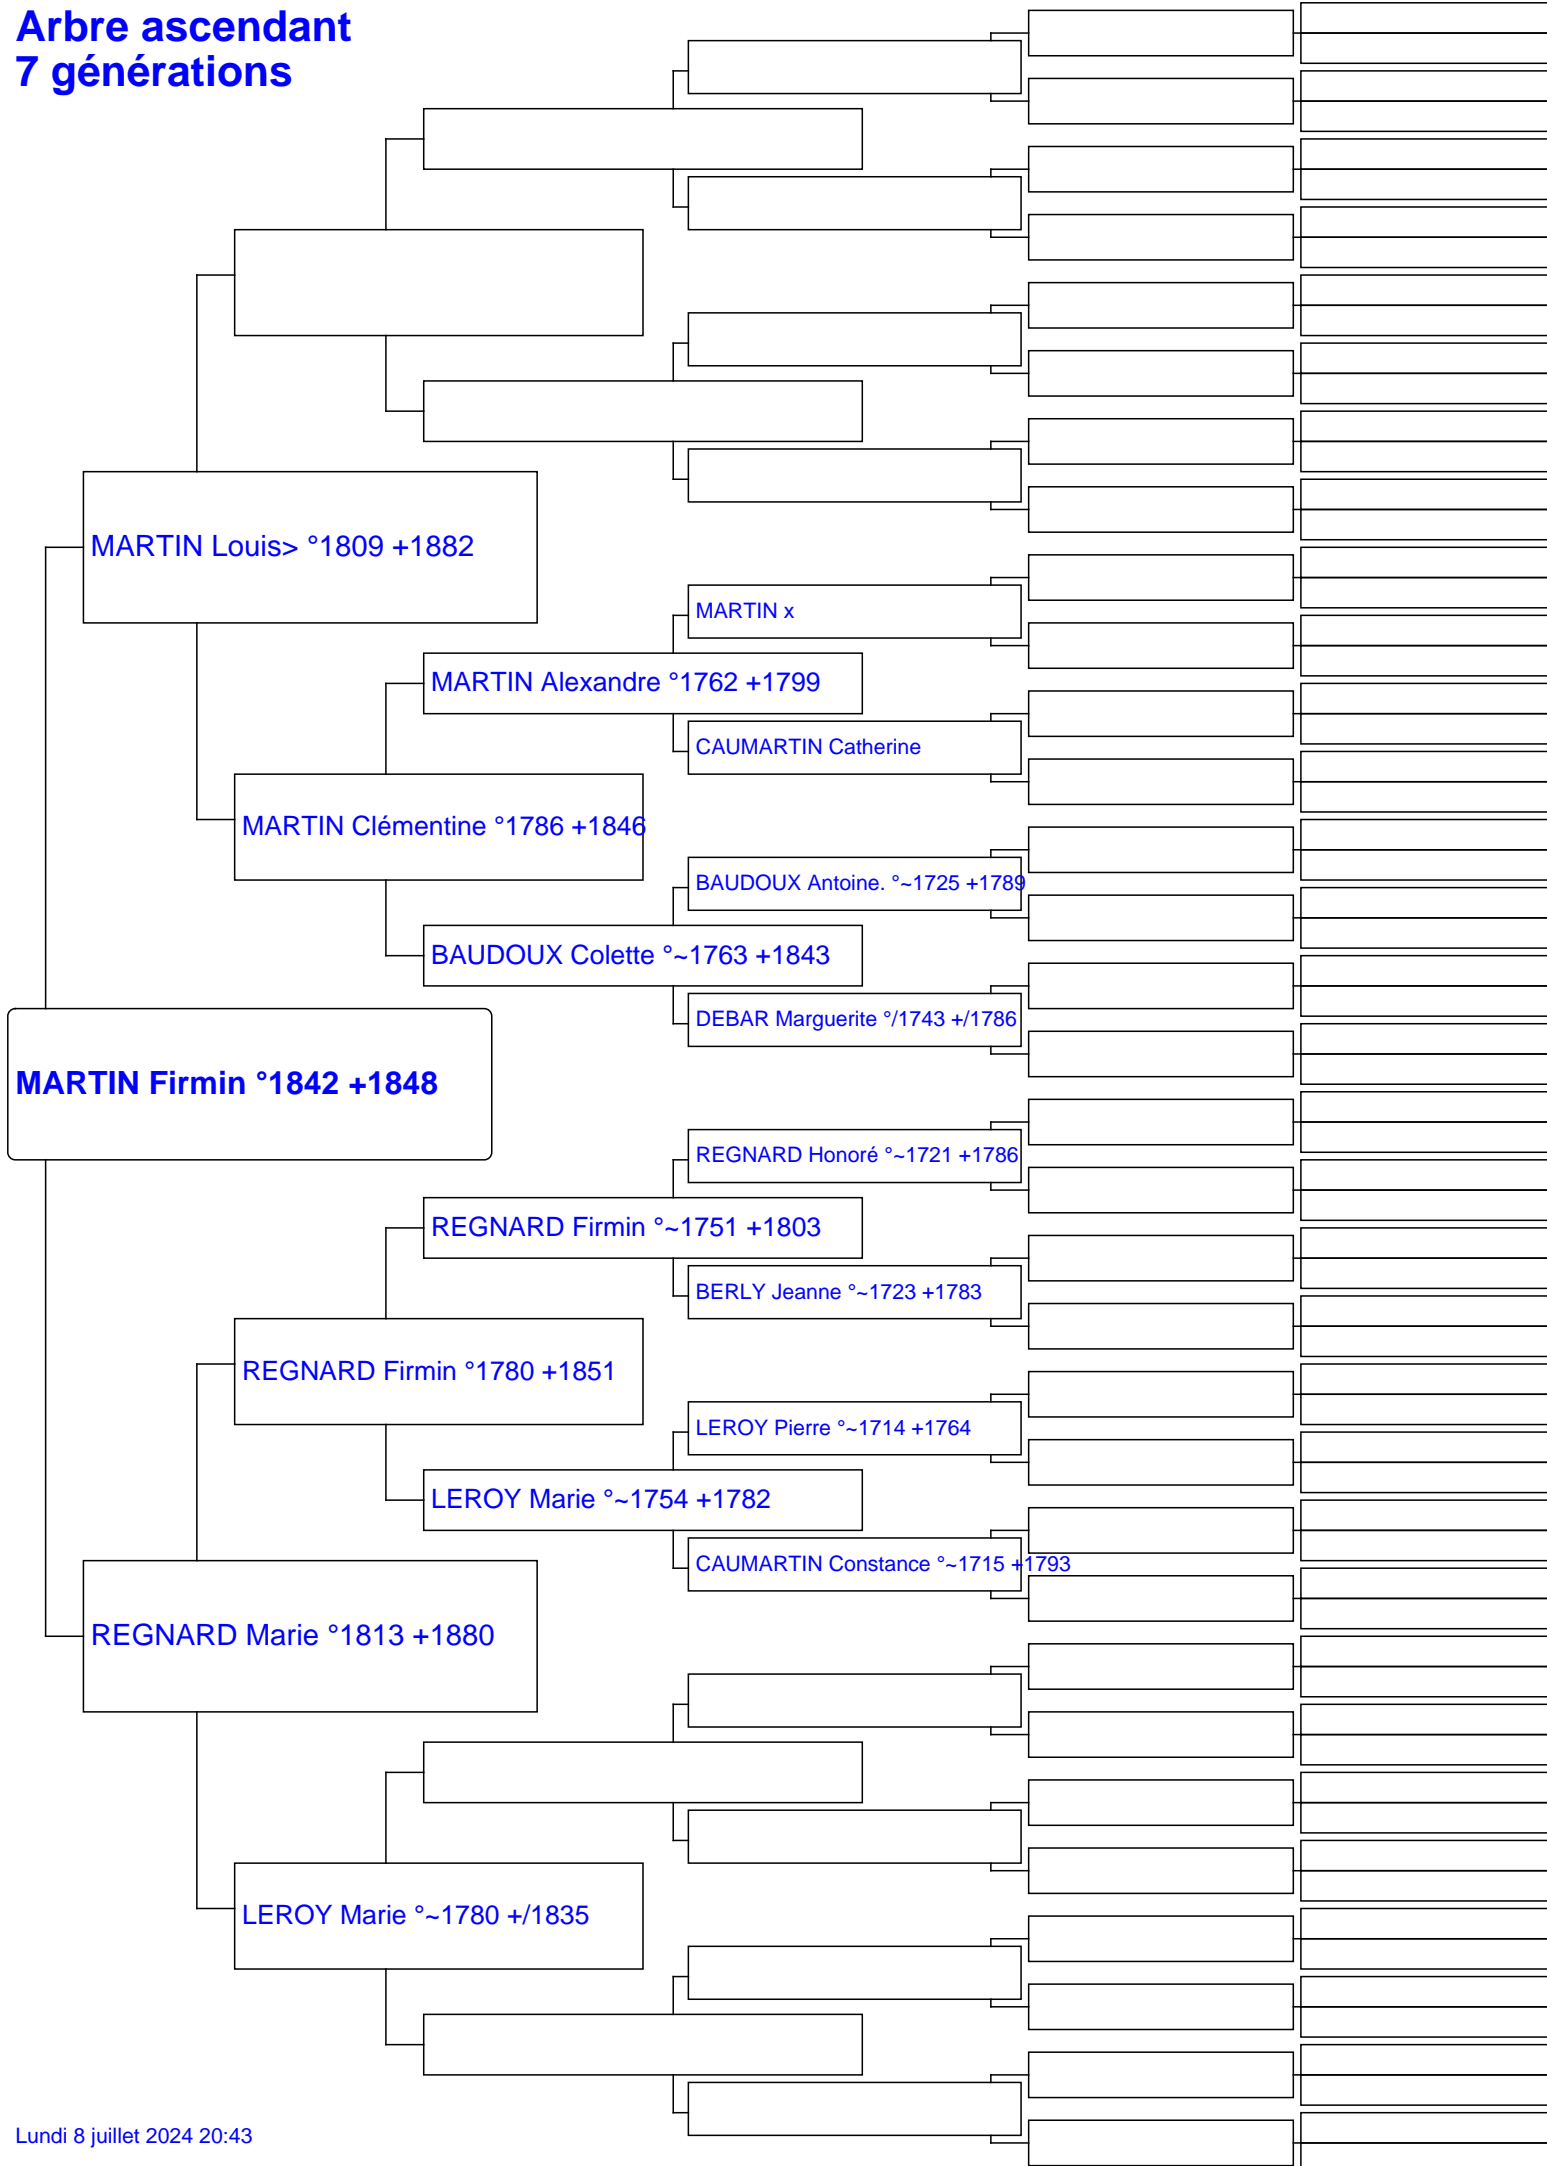 Arbre ascendant
7 générations
MARTIN Louis> °1809 +1882
MARTIN x
MARTIN Alexandre °1762 +1799
CAUMARTIN Catherine
MARTIN Clémentine °1786 +1846
BAUDOUX Antoine. °~1725 +1789
BAUDOUX Colette °~1763 +1843
DEBAR Marguerite °/1743 +/1786
MARTIN Firmin °1842 +1848
REGNARD Honoré °~1721 +1786
REGNARD Firmin °~1751 +1803
BERLY Jeanne °~1723 +1783
REGNARD Firmin °1780 +1851
LEROY Pierre °~1714 +1764
LEROY Marie °~1754 +1782
CAUMARTIN Constance °~1715 +1793
REGNARD Marie °1813 +1880
LEROY Marie °~1780 +/1835
Lundi 8 juillet 2024 20:43